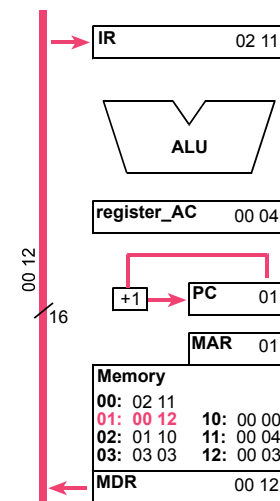 IR 02 11
ALU
register_AC 00 04
00 12
16
+1
PC 01
MAR 01
Memory
00: 02 11
01: 00 12 10: 00 00
02: 01 10 11: 00 04
03: 03 03 12: 00 03
MDR 00 12